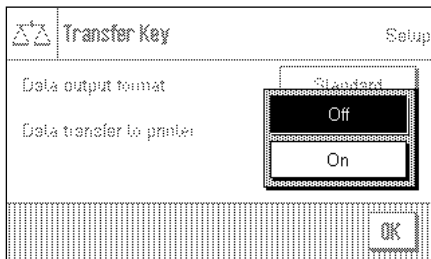 Transfer Key
Setup
Data output format
Standard
Off
Data transfer to printer
On
OK